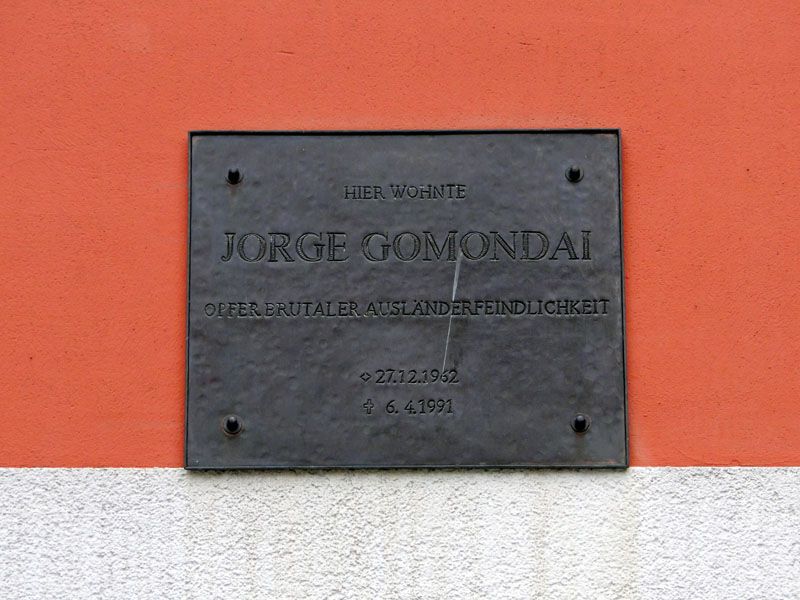 HIER WOHNTE
JORGE GOMONDAI
OPFER BRUTALER AUSLÄNDERFEINDLICHKEIT
◇ 27.12.1962
✝ 6.4.1991